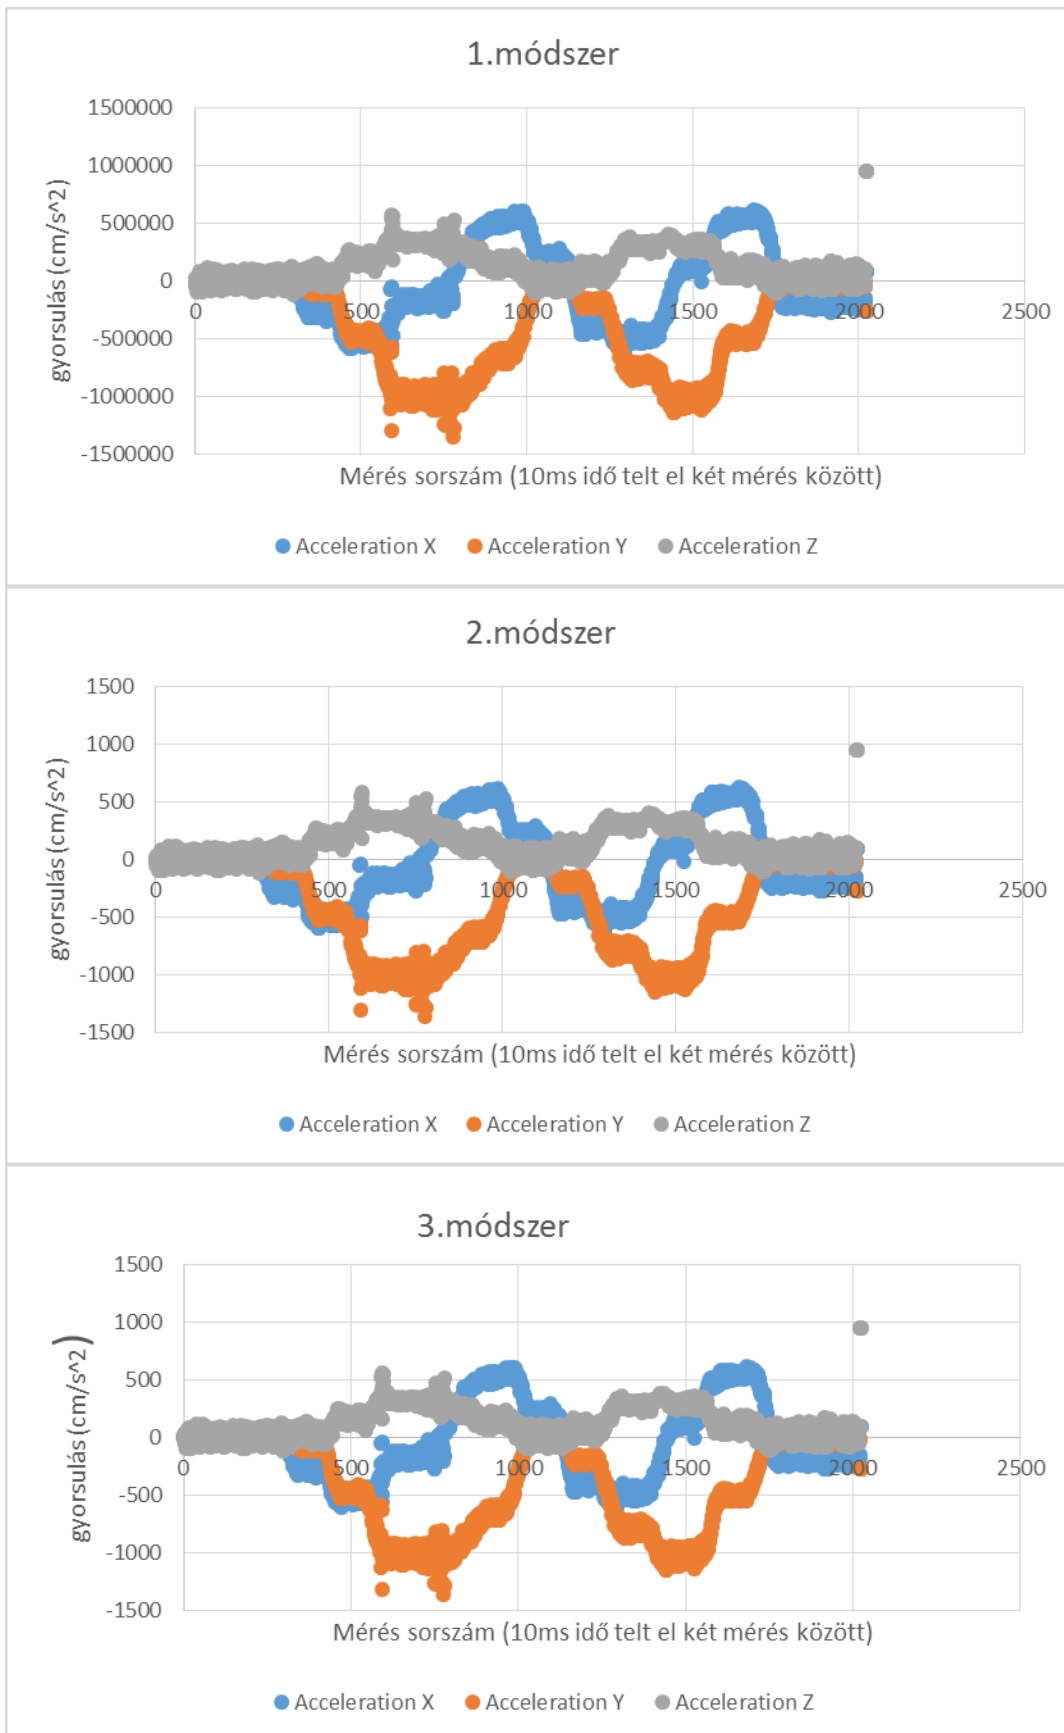 1.módszer
1500000
1000000
500000
0
-500000
-1000000
-1500000
0 500 1000 1500 2000 2500
gyorsulás (cm/s^2)
Mérés sorszám (10ms idő telt el két mérés között)
Acceleration X Acceleration Y Acceleration Z
2.módszer
1500
1000
500
0
-500
-1000
-1500
0 500 1000 1500 2000 2500
gyorsulás (cm/s^2)
Mérés sorszám (10ms idő telt el két mérés között)
Acceleration X Acceleration Y Acceleration Z
3.módszer
1500
1000
500
0
-500
-1000
-1500
0 500 1000 1500 2000 2500
gyorsulás (cm/s^2)
Mérés sorszám (10ms idő telt el két mérés között)
Acceleration X Acceleration Y Acceleration Z